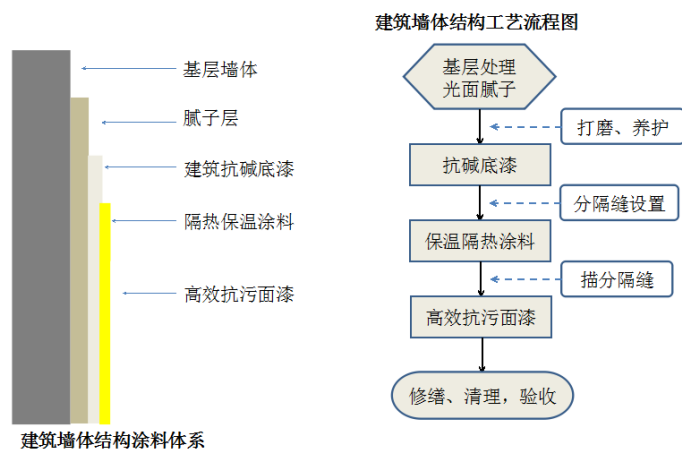 建筑墙体结构工艺流程图
基层墙体
腻子层
建筑抗碱底漆
隔热保温涂料
高效抗污面漆
建筑墙体结构涂料体系
基层处理
光面腻子
打磨、养护
抗碱底漆
分隔缝设置
保温隔热涂料
描分隔缝
高效抗污面漆
修缮、清理，验收